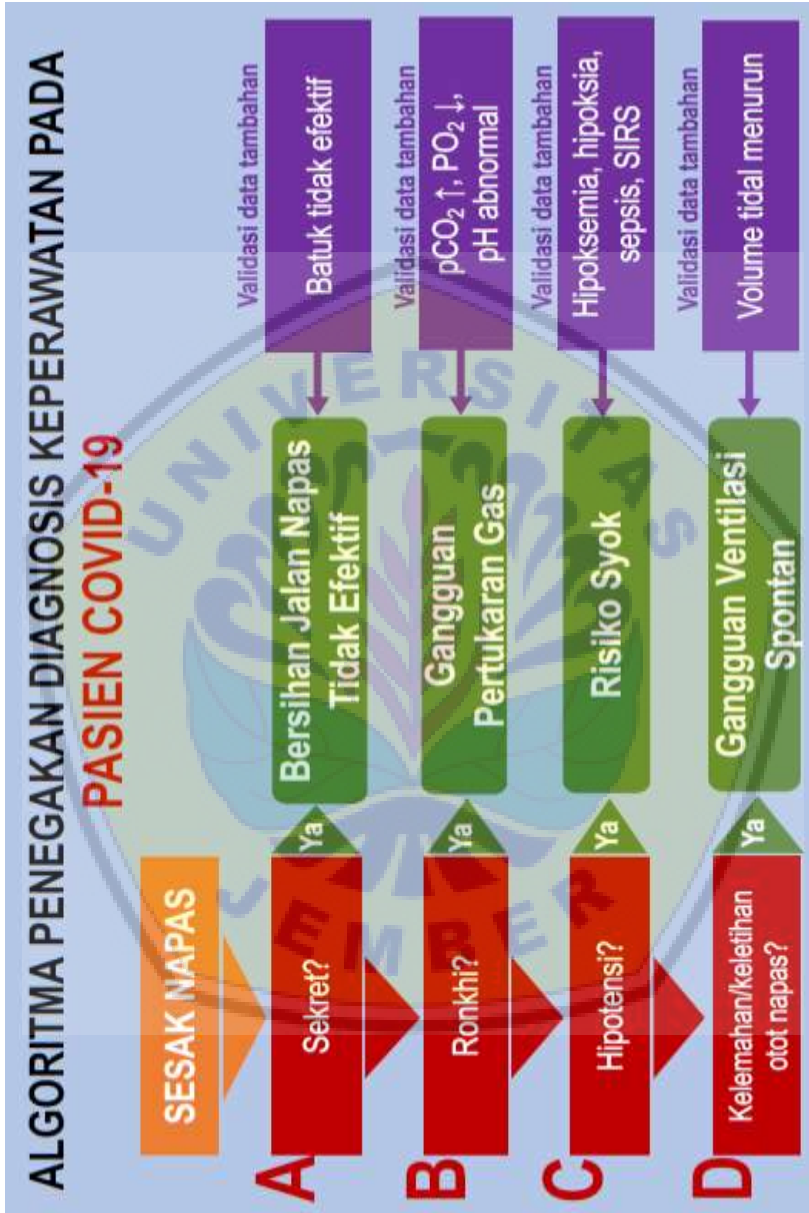 ALGORITMA PENEGAKAN DIAGNOSIS KEPERAWATAN PADA
PASIEN COVID-19
SESAK NAPAS
A
Sekret?
Ya
Bersihan Jalan Napas
Tidak Efektif
Validasi data tambahan
Batuk tidak efektif
B
Ronkhi?
Ya
Gangguan
Pertukaran Gas
Validasi data tambahan
pCO₂ ↑, PO₂ ↓,
pH abnormal
C
Hipotensi?
Ya
Risiko Syok
Validasi data tambahan
Hipoksemia, hipoksia,
sepsis, SIRS
D
Kelemahan/keletihan
otot napas?
Ya
Gangguan Ventilasi
Spontan
Validasi data tambahan
Volume tidal menurun
UNIVERSITAS
JEMBER